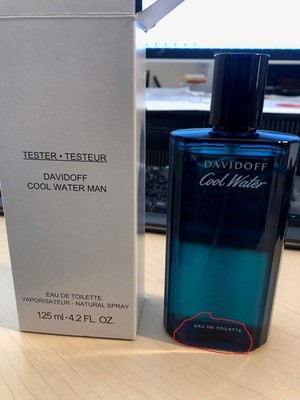 TESTER • TESTEUR
DAVIDOFF
COOL WATER MAN
EAU DE TOILETTE
VAPORISATEUR - NATURAL SPRAY
125 ml • 4.2 FL. OZ.
DAVIDOFF
Cool Water
EAU DE TOILETTE